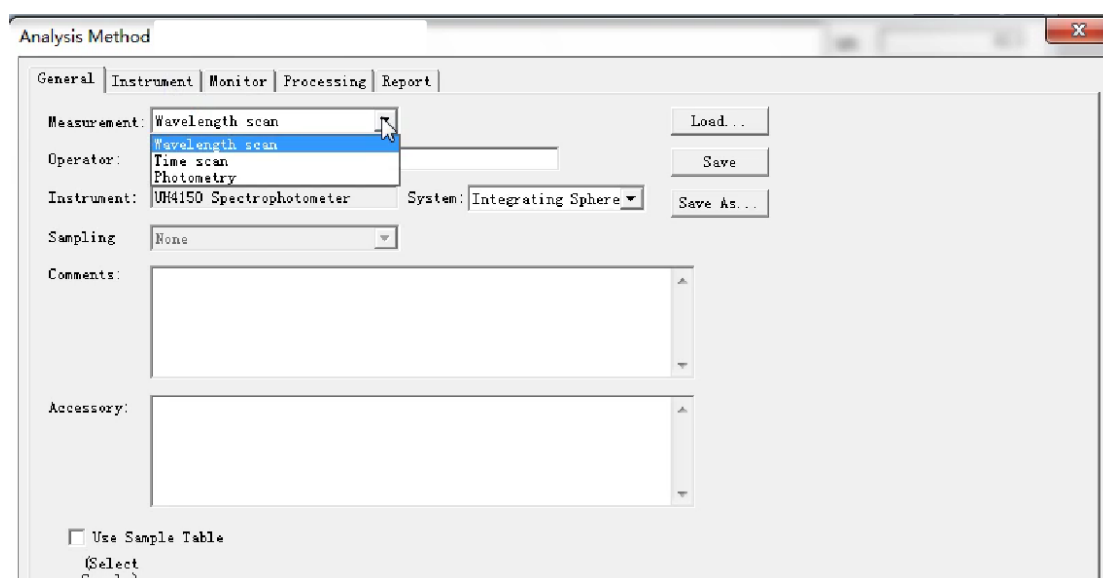 Analysis Method
General Instrument Monitor Processing Report
Measurement: Wavelength scan Load...
Wavelength scan
Operator: Time scan Save
Photometry
Instrument: UH4150 Spectrophotometer System: Integrating Sphere Save As...
Sampling None
Comments:
Accessory:
Use Sample Table
(Select